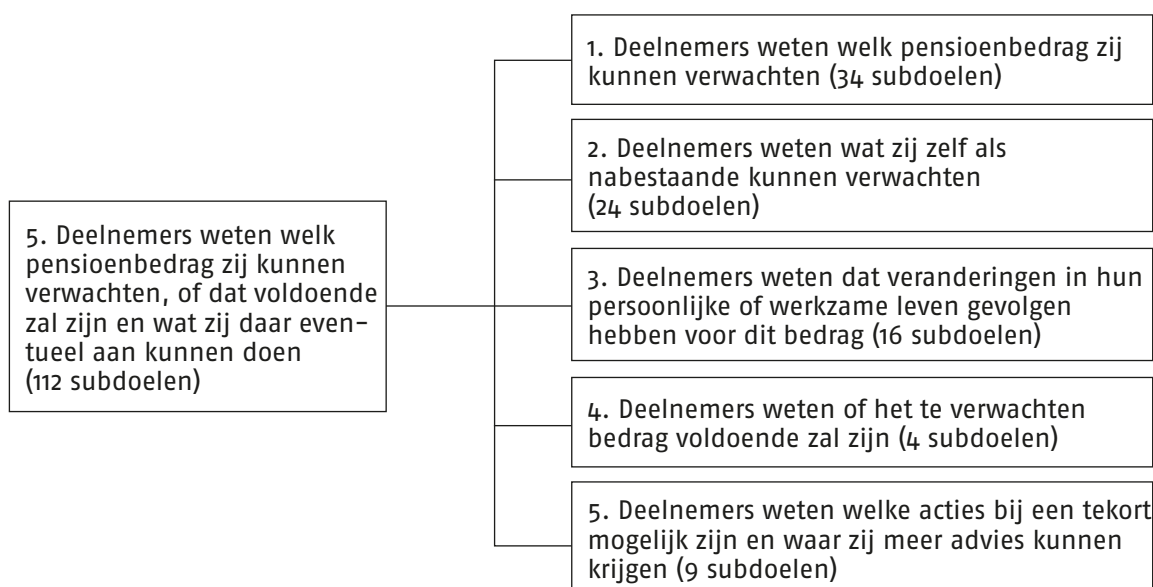 5. Deelnemers weten welk
pensioenbedrag zij kunnen
verwachten, of dat voldoende
zal zijn en wat zij daar even-
tueel aan kunnen doen
(112 subdoelen)
1. Deelnemers weten welk pensioenbedrag zij
kunnen verwachten (34 subdoelen)
2. Deelnemers weten wat zij zelf als
nabestaande kunnen verwachten
(24 subdoelen)
3. Deelnemers weten dat veranderingen in hun
persoonlijke of werkzame leven gevolgen
hebben voor dit bedrag (16 subdoelen)
4. Deelnemers weten of het te verwachten
bedrag voldoende zal zijn (4 subdoelen)
5. Deelnemers weten welke acties bij een tekort
mogelijk zijn en waar zij meer advies kunnen
krijgen (9 subdoelen)